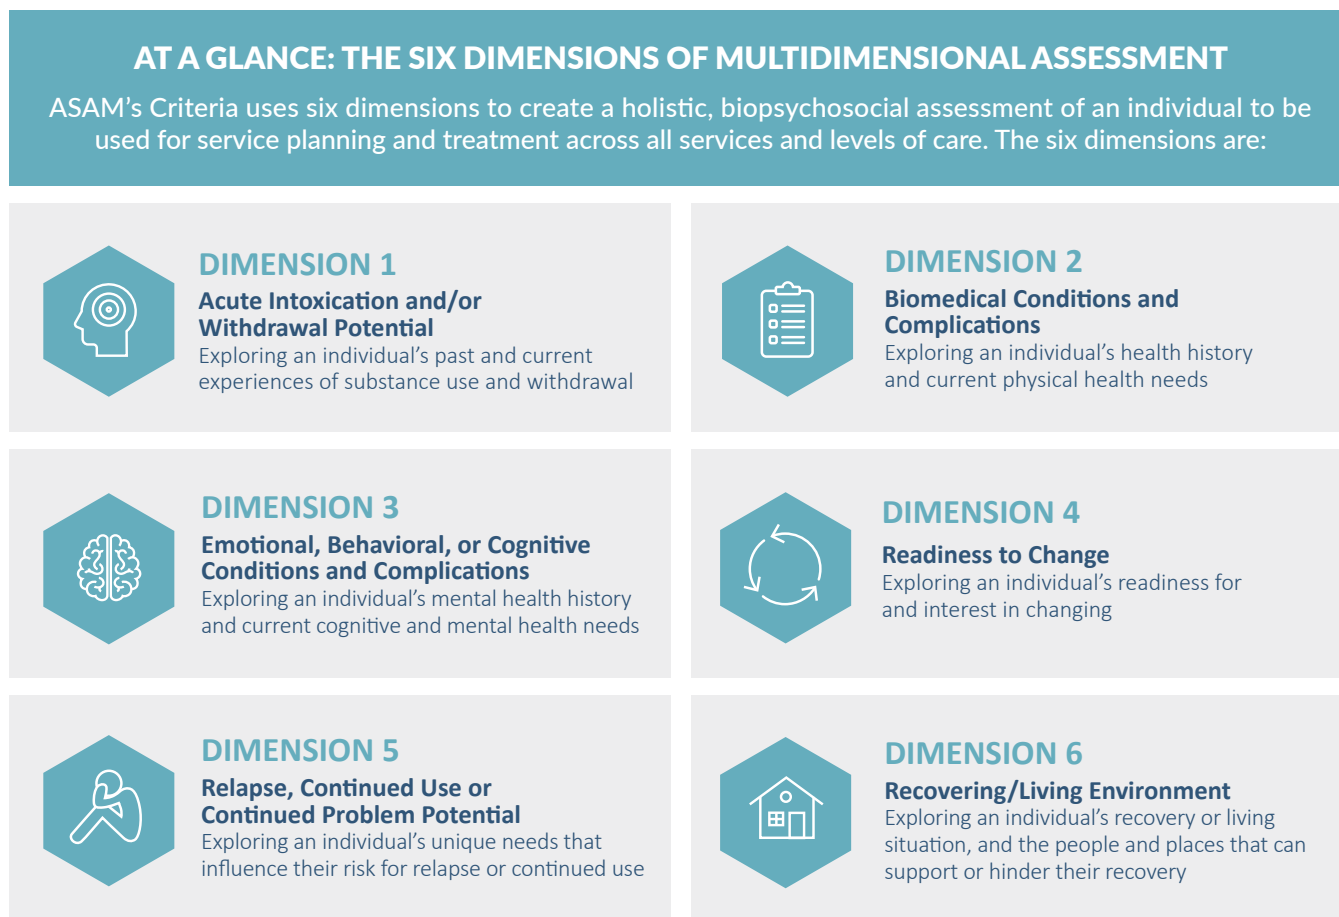 AT A GLANCE: THE SIX DIMENSIONS OF MULTIDIMENSIONAL ASSESSMENT
ASAM’s Criteria uses six dimensions to create a holistic, biopsychosocial assessment of an individual to be
used for service planning and treatment across all services and levels of care. The six dimensions are:
DIMENSION 1
Acute Intoxication and/or
Withdrawal Potential
Exploring an individual’s past and current
experiences of substance use and withdrawal
DIMENSION 2
Biomedical Conditions and
Complications
Exploring an individual’s health history
and current physical health needs
DIMENSION 3
Emotional, Behavioral, or Cognitive
Conditions and Complications
Exploring an individual’s mental health history
and current cognitive and mental health needs
DIMENSION 4
Readiness to Change
Exploring an individual’s readiness for
and interest in changing
DIMENSION 5
Relapse, Continued Use or
Continued Problem Potential
Exploring an individual’s unique needs that
influence their risk for relapse or continued use
DIMENSION 6
Recovering/Living Environment
Exploring an individual’s recovery or living
situation, and the people and places that can
support or hinder their recovery